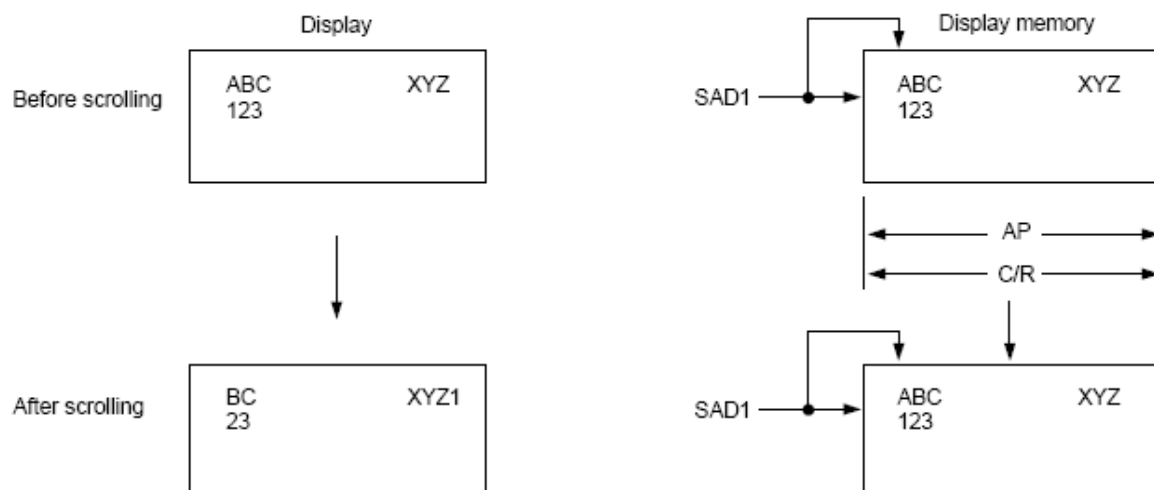 Display
Display memory
Before scrolling
ABC XYZ
123
SAD1
ABC XYZ
123
AP
C/R
After scrolling
BC XYZ1
23
SAD1
ABC XYZ
123